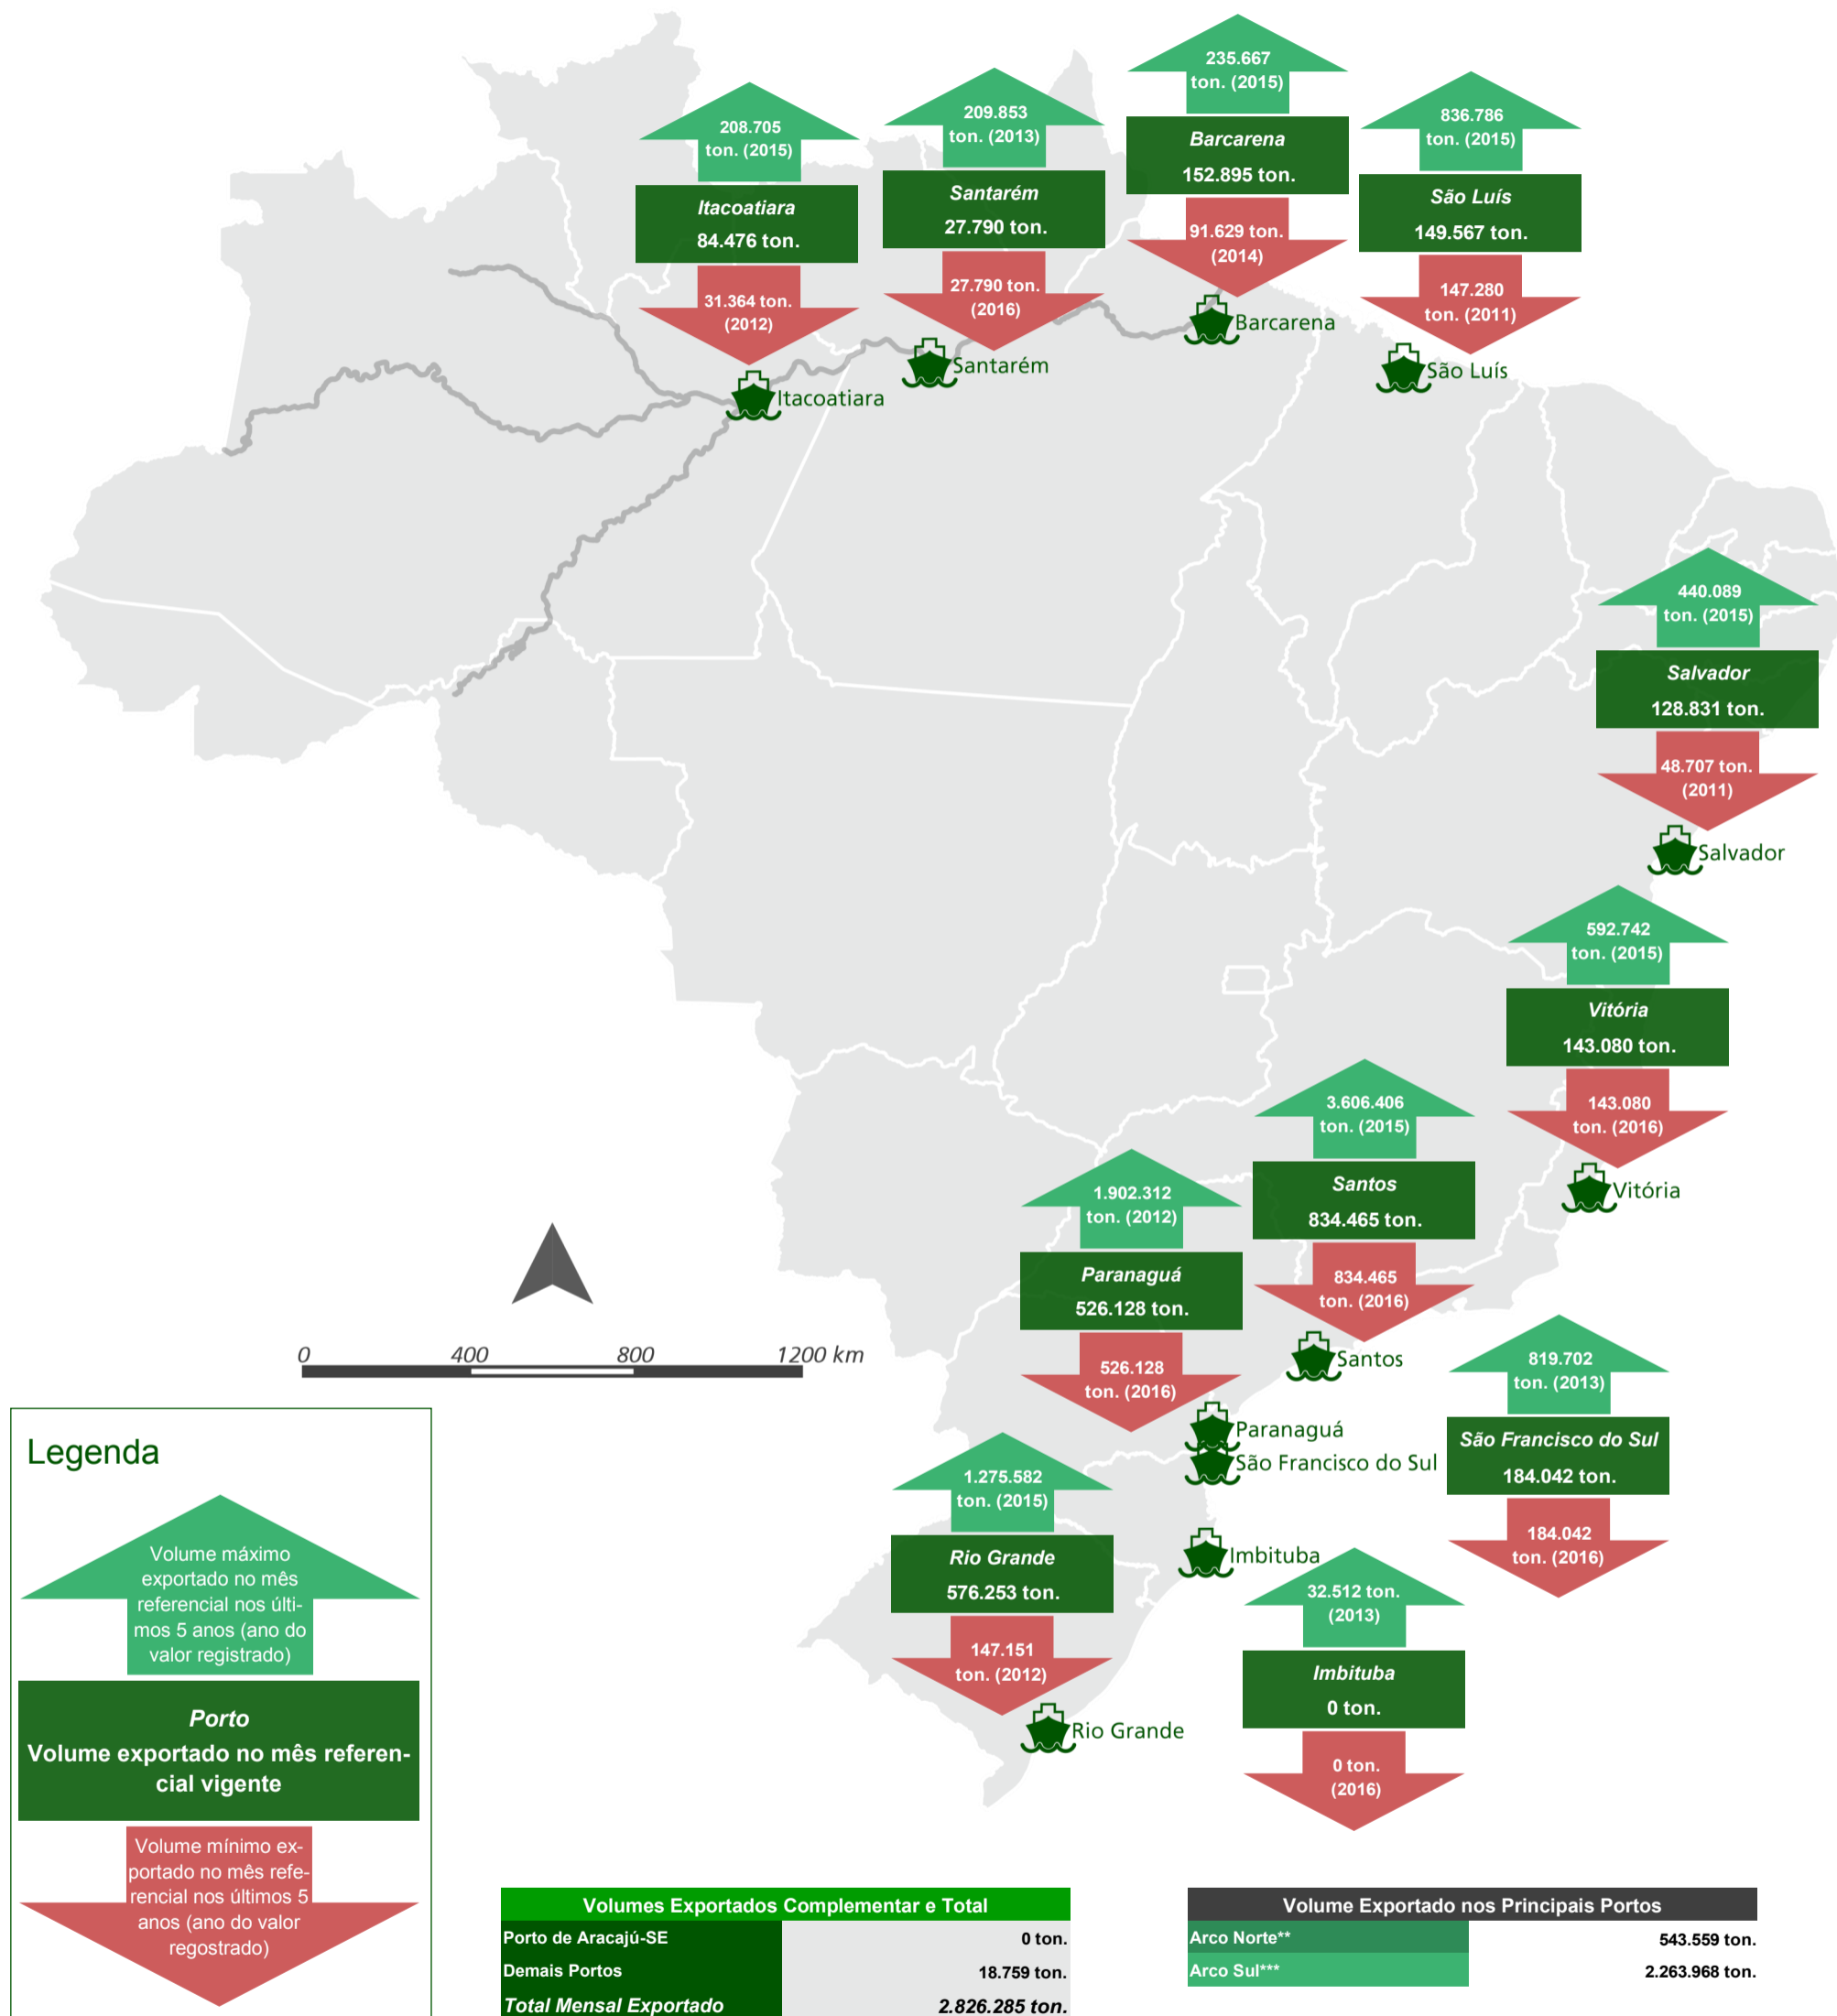 235.667
ton. (2015)
Barcarena
152.895 ton.
91.629 ton.
(2014)
Barcarena
836.786
ton. (2015)
São Luís
149.567 ton.
147.280
ton. (2011)
São Luís
209.853
ton. (2013)
Santarém
27.790 ton.
27.790 ton.
(2016)
Santarém
208.705
ton. (2015)
Itacoatiara
84.476 ton.
31.364 ton.
(2012)
Itacoatiara
440.089
ton. (2015)
Salvador
128.831 ton.
48.707 ton.
(2011)
Salvador
592.742
ton. (2015)
Vitória
143.080 ton.
143.080
ton. (2016)
Vitória
3.606.406
ton. (2015)
Santos
834.465 ton.
834.465
ton. (2016)
Santos
1.902.312
ton. (2012)
Paranaguá
526.128 ton.
526.128
ton. (2016)
Paranaguá
São Francisco do Sul
819.702
ton. (2013)
São Francisco do Sul
184.042 ton.
184.042
ton. (2016)
1.275.582
ton. (2015)
Rio Grande
576.253 ton.
147.151
ton. (2012)
Rio Grande
Imbituba
32.512 ton.
(2013)
Imbituba
0 ton.
0 ton.
(2016)
0 400 800 1200 km
Legenda
Volume máximo
exportado no mês
referencial nos últi-
mos 5 anos (ano do
valor registrado)
Porto
Volume exportado no mês referen-
cial vigente
Volume mínimo ex-
portado no mês refe-
rencial nos últimos 5
anos (ano do valor
regostrado)
Volumes Exportados Complementar e Total
Porto de Aracajú-SE 0 ton.
Demais Portos 18.759 ton.
Total Mensal Exportado 2.826.285 ton.
Volume Exportado nos Principais Portos
Arco Norte** 543.559 ton.
Arco Sul*** 2.263.968 ton.